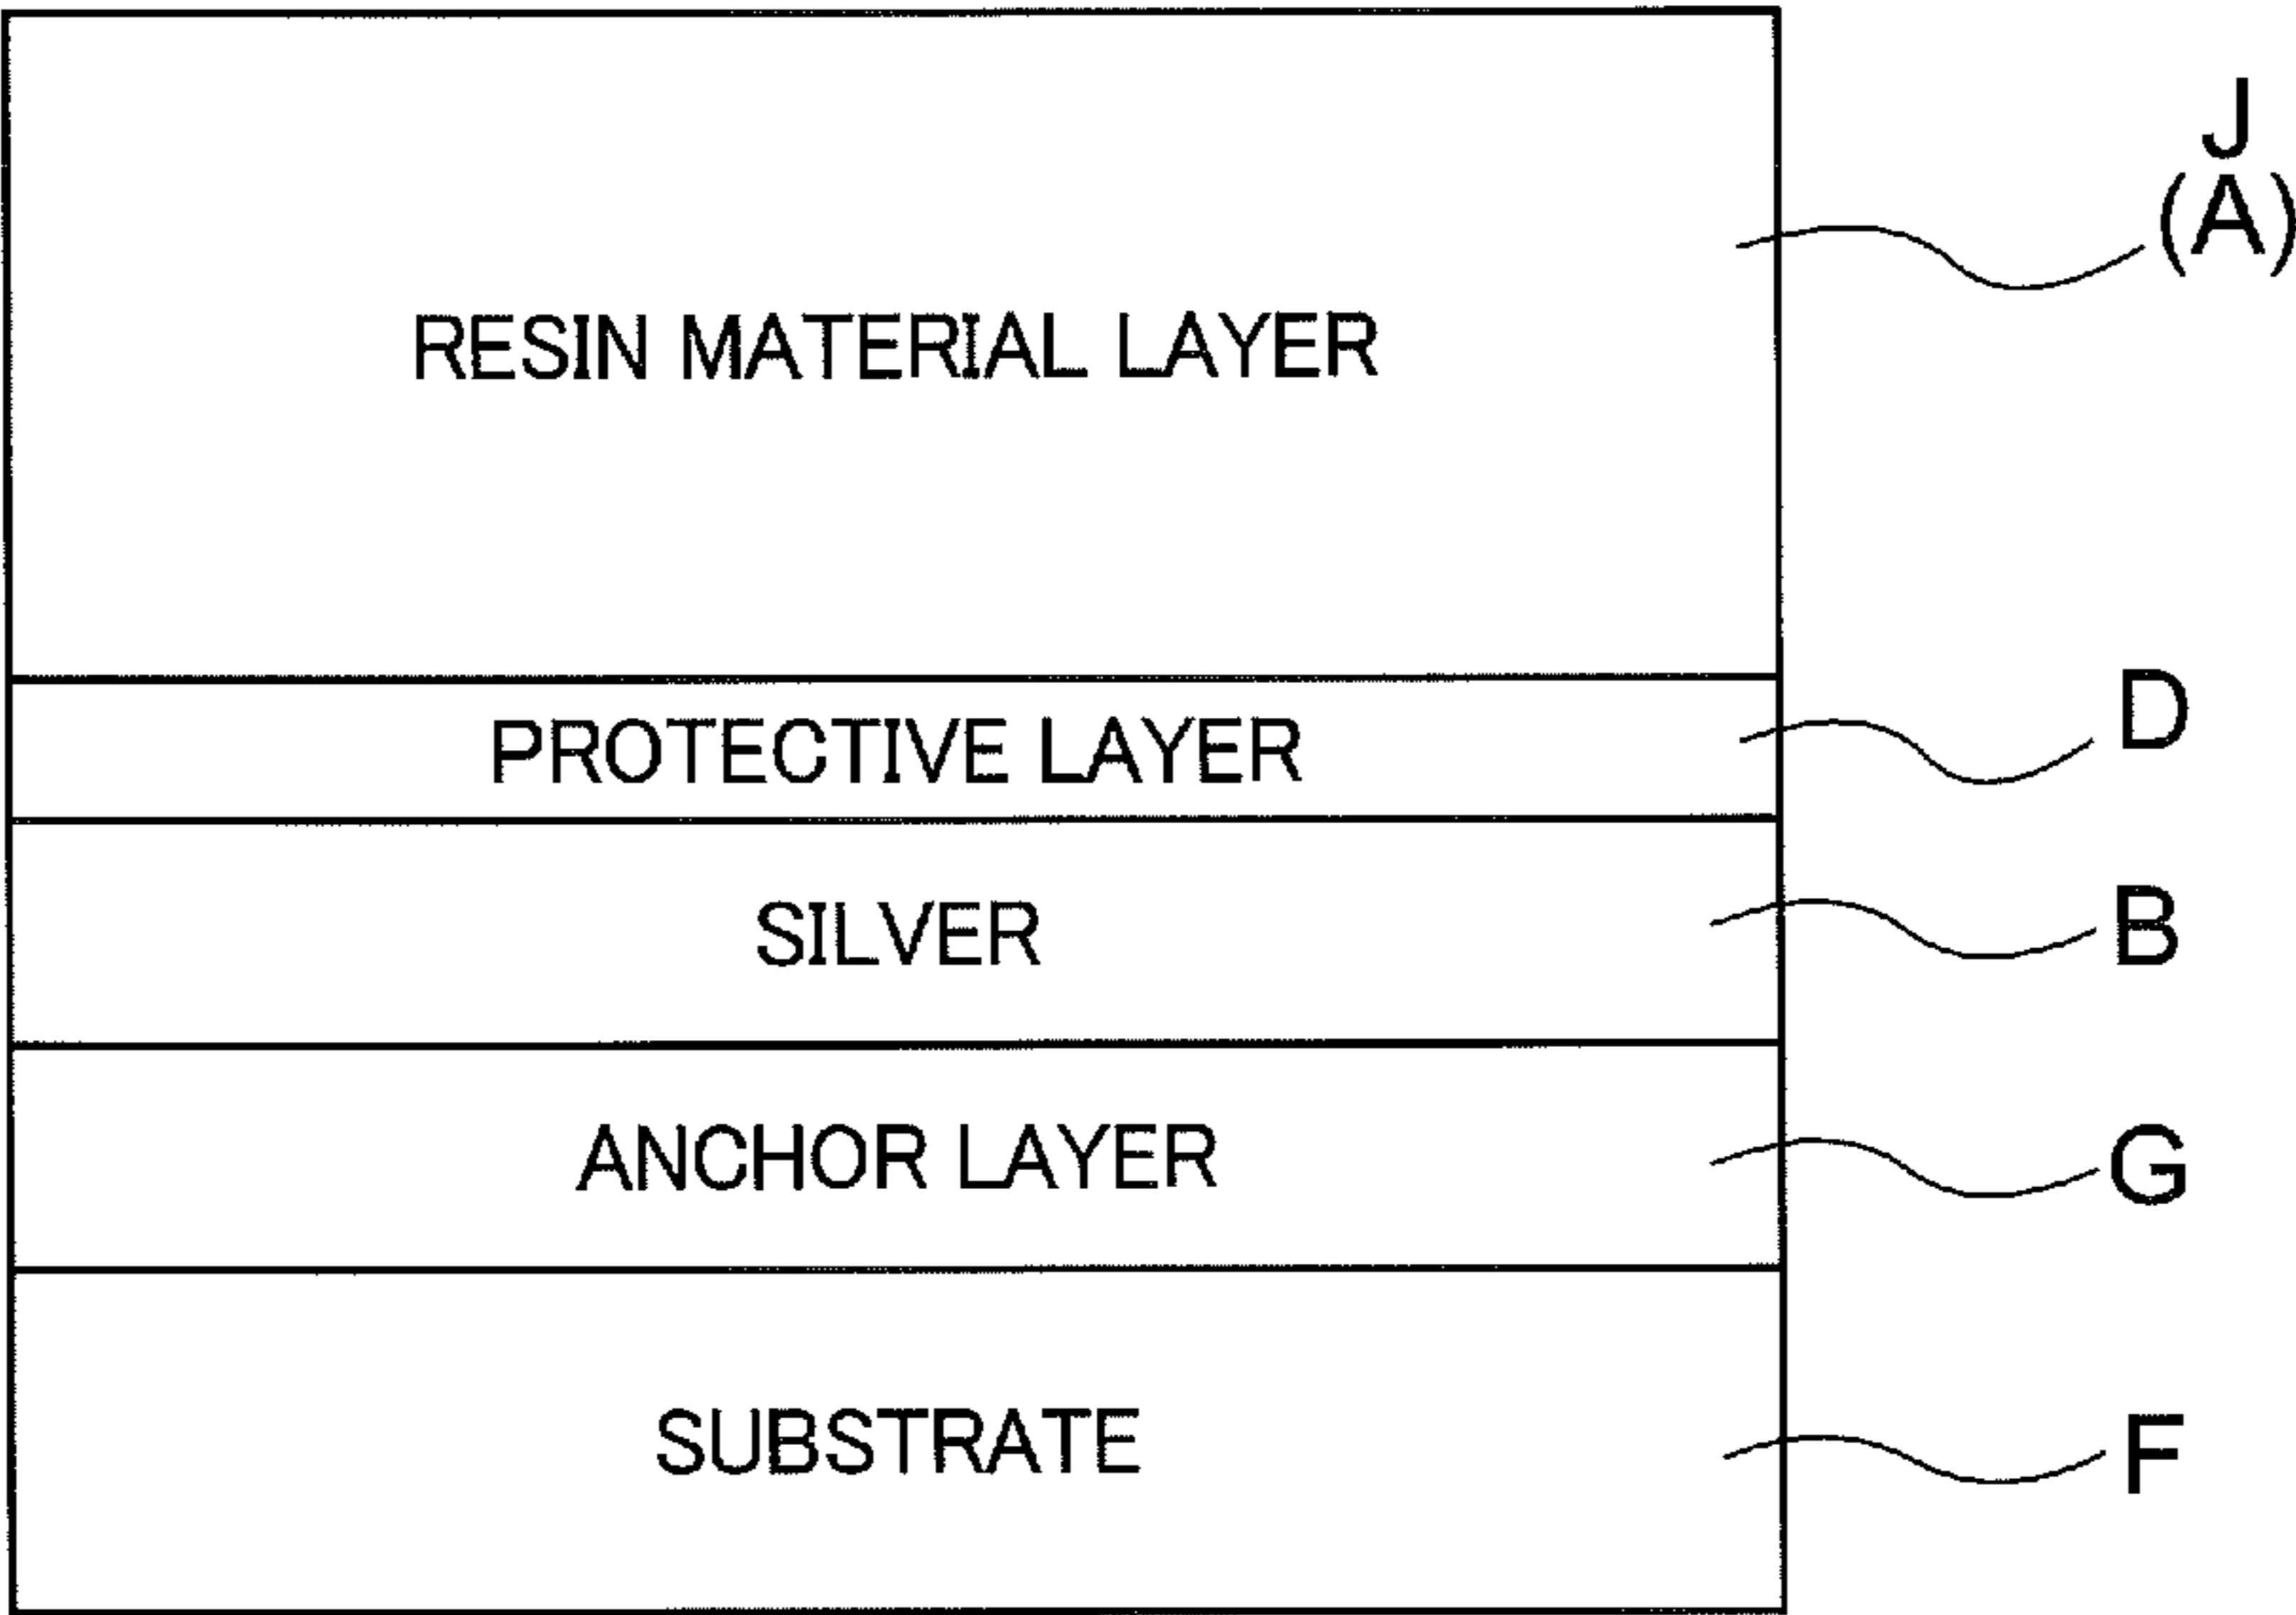 J
(A)
RESIN MATERIAL LAYER
D
PROTECTIVE LAYER
B
SILVER
G
ANCHOR LAYER
F
SUBSTRATE